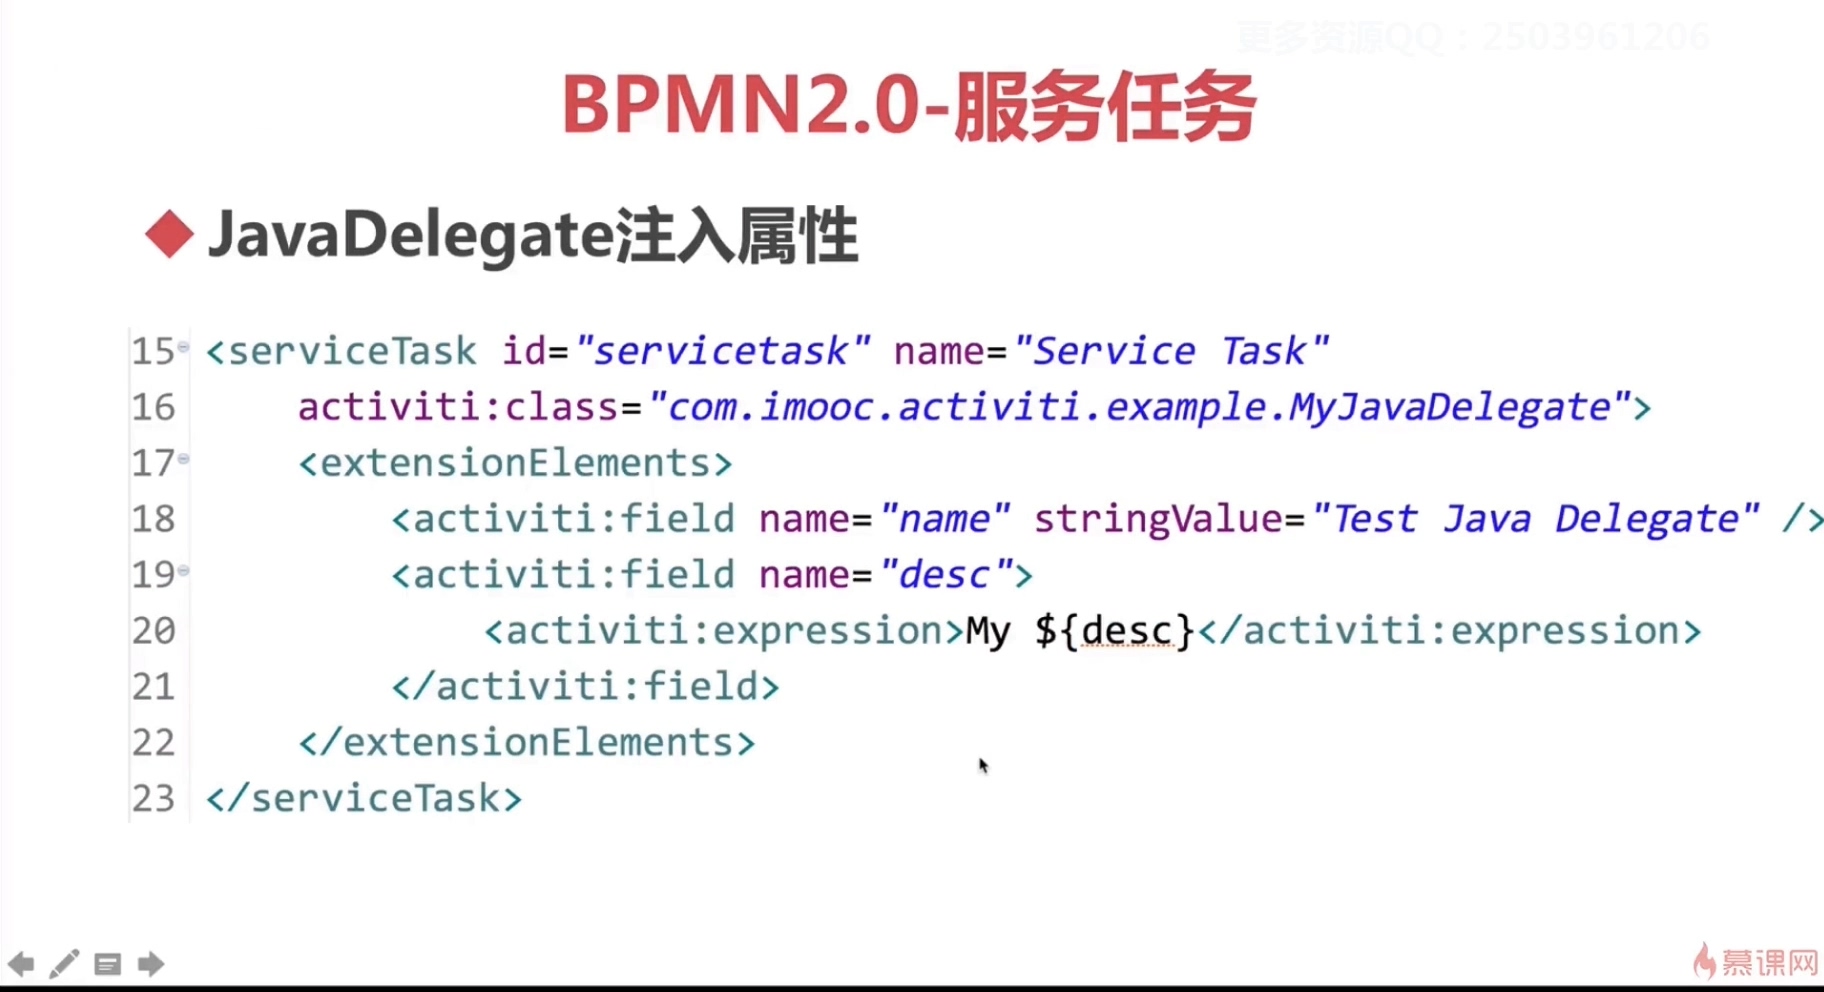 更多资源QQ：2503961206
BPMN2.0-服务任务
JavaDelegate注入属性
15 <serviceTask id="servicetask" name="Service Task"
16 activiti:class="com.imooc.activiti.example.MyJavaDelegate">
17 <extensionElements>
18 <activiti:field name="name" stringValue="Test Java Delegate" />
19 <activiti:field name="desc">
20 <activiti:expression>My ${desc}</activiti:expression>
21 </activiti:field>
22 </extensionElements>
23 </serviceTask>
慕课网